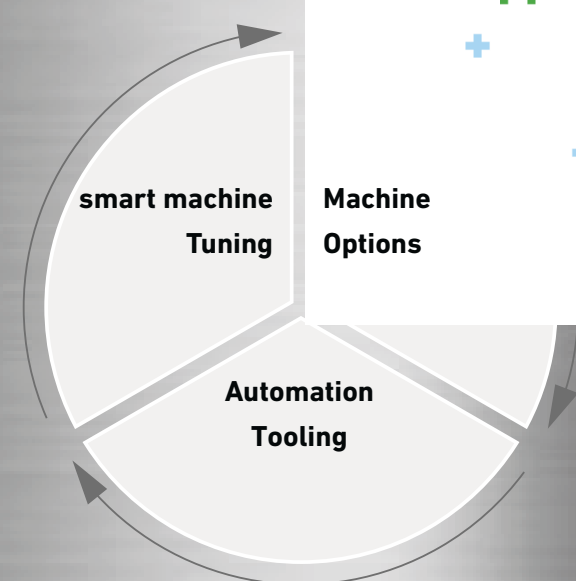 smart machine
Tuning
Machine
Options
Automation
Tooling